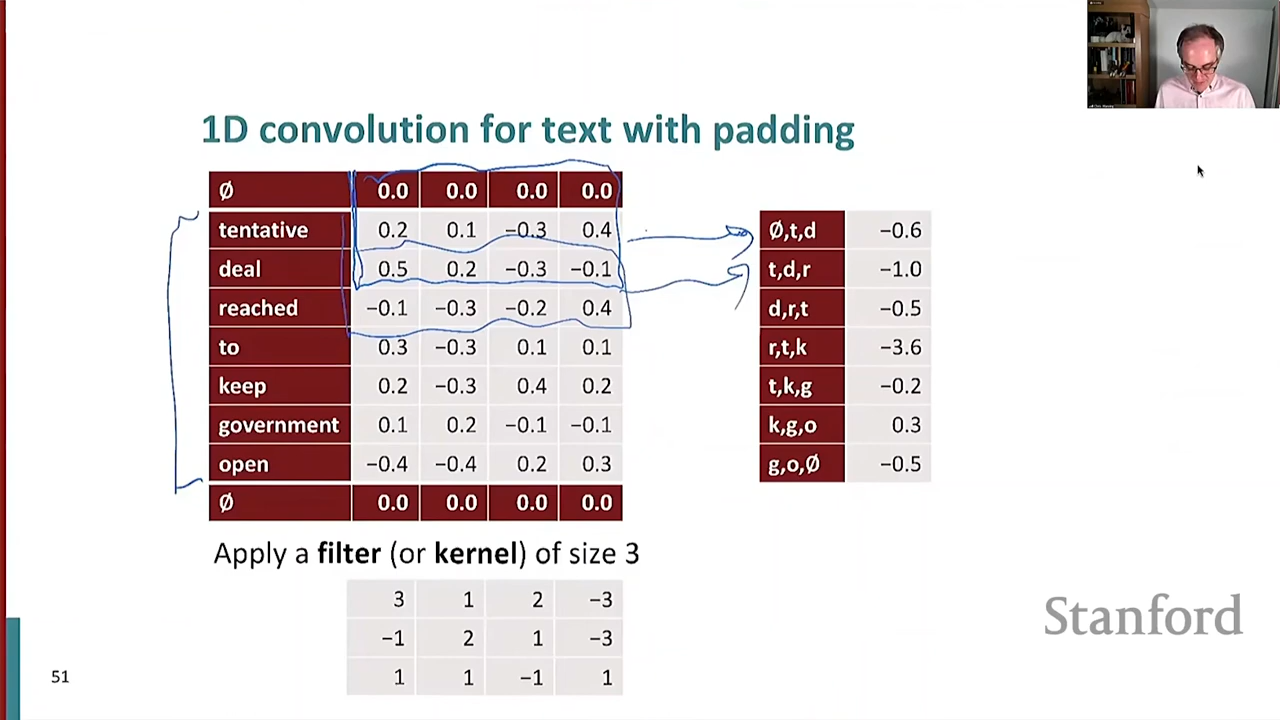 1D convolution for text with padding
Ø 0.0 0.0 0.0 0.0
tentative 0.2 0.1 −0.3 0.4
deal 0.5 0.2 −0.3 −0.1
reached −0.1 −0.3 −0.2 0.4
to 0.3 −0.3 0.1 0.1
keep 0.2 −0.3 0.4 0.2
government 0.1 0.2 −0.1 −0.1
open −0.4 −0.4 0.2 0.3
Ø 0.0 0.0 0.0 0.0
Ø,t,d −0.6
t,d,r −1.0
d,r,t −0.5
r,t,k −3.6
t,k,g −0.2
k,g,o 0.3
g,o,Ø −0.5
Apply a filter (or kernel) of size 3
3 1 2 −3
−1 2 1 −3
1 1 −1 1
Stanford
51